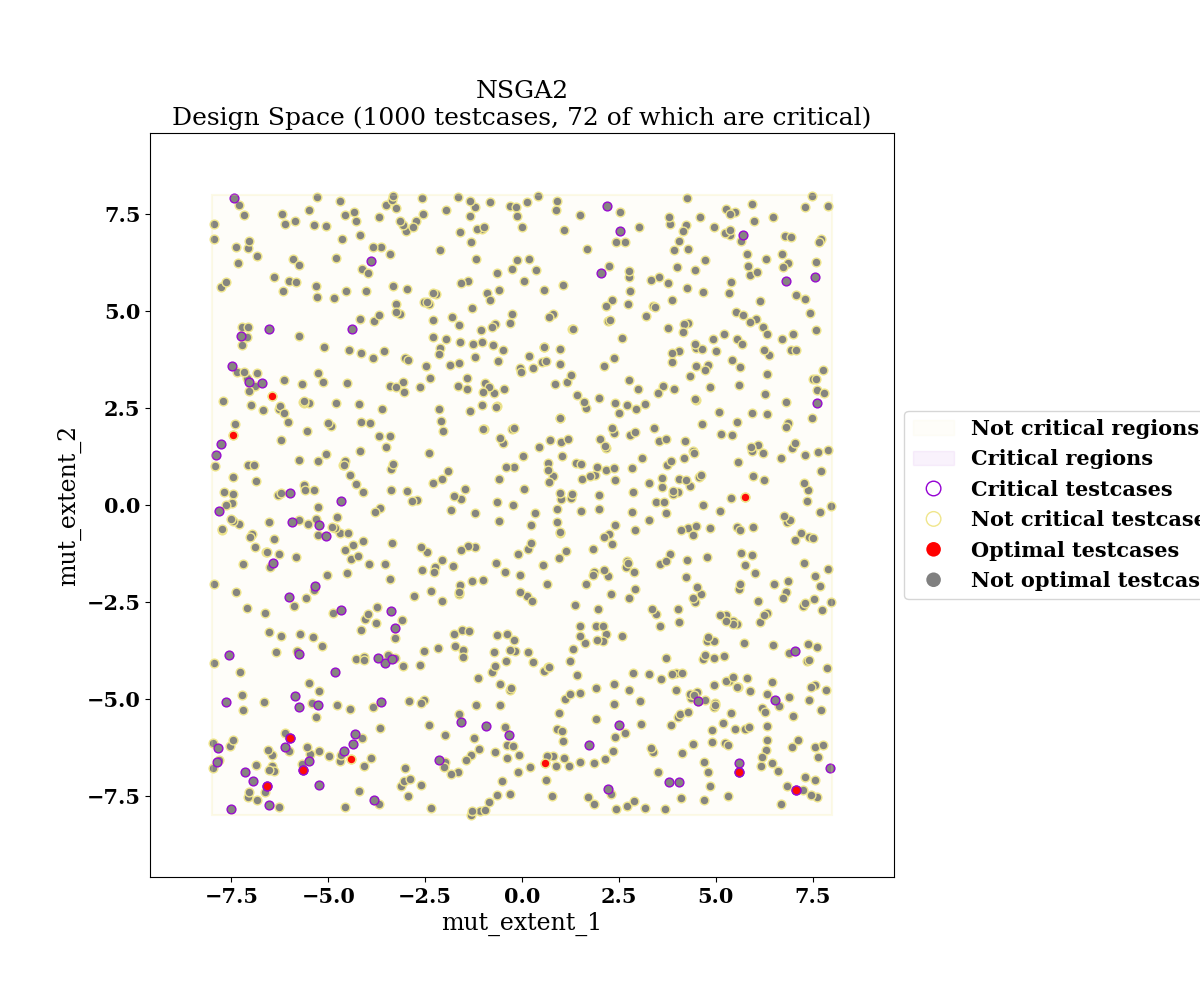 NSGA2
Design Space (1000 testcases, 72 of which are critical)
7.5
5.0
2.5
0.0
−2.5
−5.0
−7.5
mut_extent_2
−7.5 −5.0 −2.5 0.0 2.5 5.0 7.5
mut_extent_1
Not critical regions
Critical regions
Critical testcases
Not critical testcase
Optimal testcases
Not optimal testcas